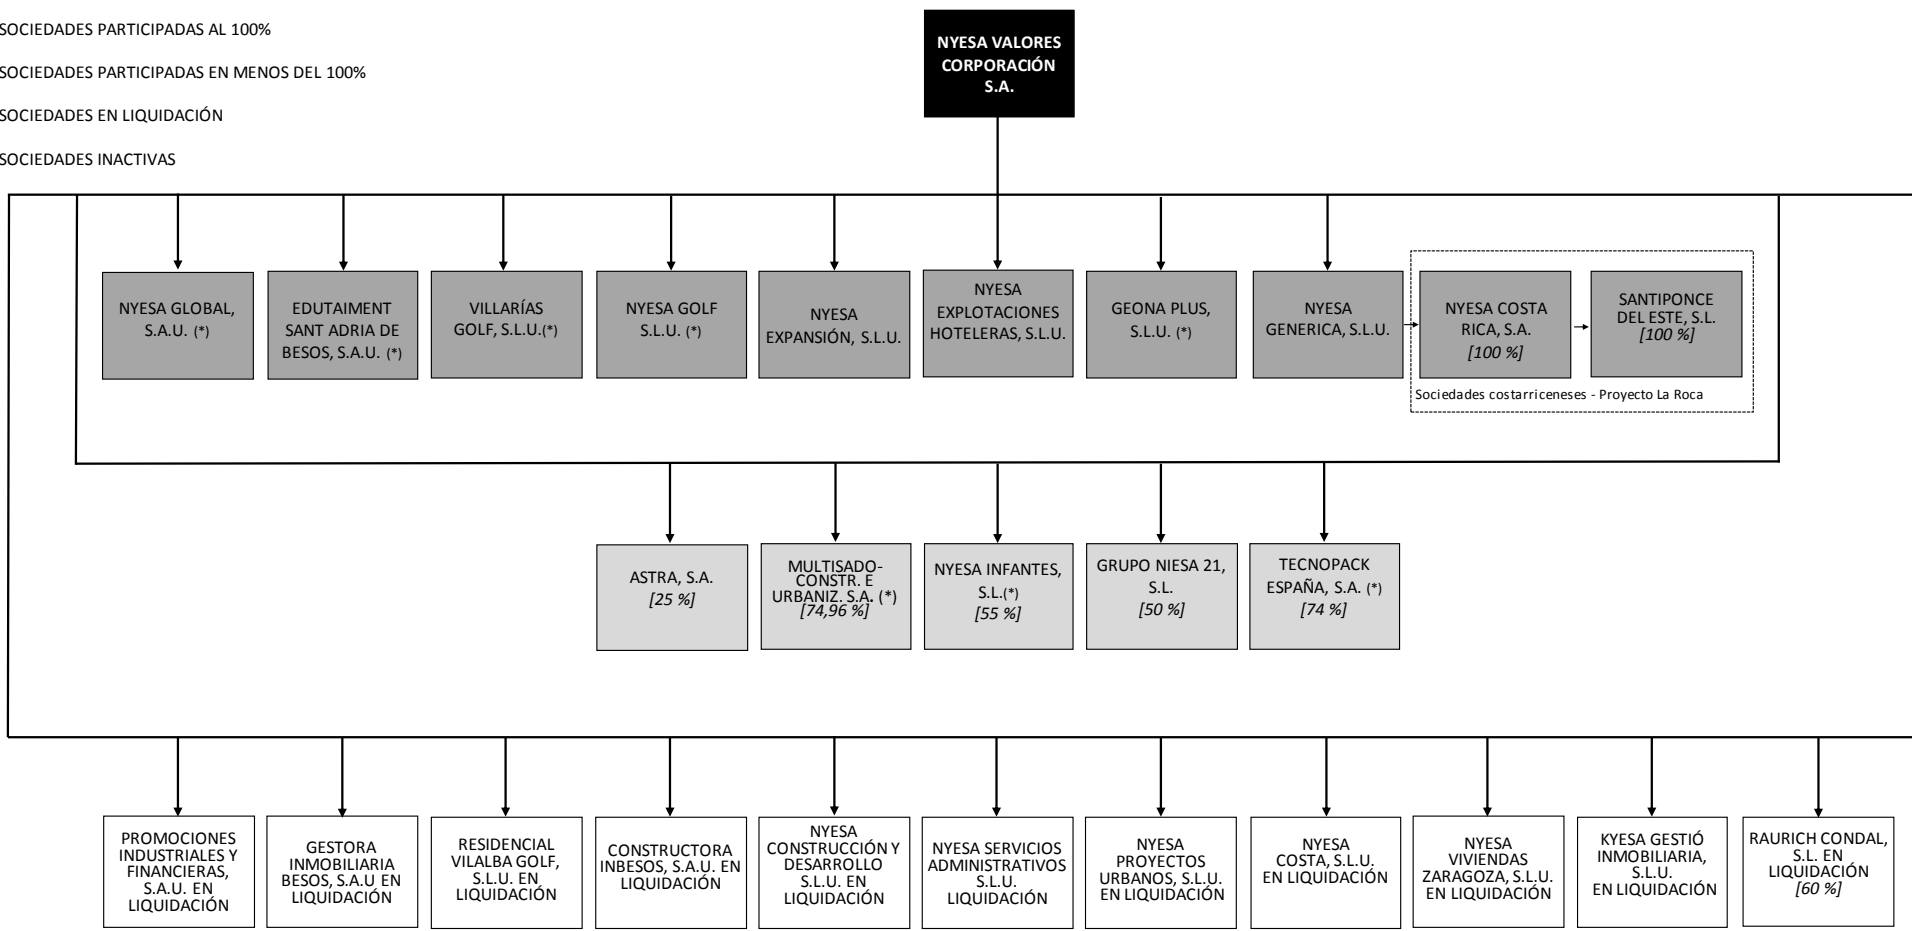 SOCIEDADES PARTICIPADAS AL 100%
SOCIEDADES PARTICIPADAS EN MENOS DEL 100%
SOCIEDADES EN LIQUIDACIÓN
SOCIEDADES INACTIVAS
NYESA VALORES
CORPORACIÓN
S.A.
NYESA GLOBAL,
S.A.U. (*)
EDUTAIMENT
SANT ADRIA DE
BESOS, S.A.U. (*)
VILLARÍAS
GOLF, S.L.U.(*)
NYESA GOLF
S.L.U. (*)
NYESA
EXPANSIÓN, S.L.U.
NYESA
EXPLOTACIONES
HOTELERAS, S.L.U.
GEONA PLUS,
S.L.U. (*)
NYESA
GENERICA, S.L.U.
NYESA COSTA
RICA, S.A.
[100 %]
SANTIPONCE
DEL ESTE, S.L.
[100 %]
Sociedades costarriceneses - Proyecto La Roca
ASTRA, S.A.
[25 %]
MULTISADO-
CONSTR. E
URBANIZ. S.A. (*)
[74,96 %]
NYESA INFANTES,
S.L.(*)
[55 %]
GRUPO NIESA 21,
S.L.
[50 %]
TECNOPACK
ESPAÑA, S.A. (*)
[74 %]
PROMOCIONES
INDUSTRIALES Y
FINANCIERAS,
S.A.U. EN
LIQUIDACIÓN
GESTORA
INMOBILIARIA
BESOS, S.A.U EN
LIQUIDACIÓN
RESIDENCIAL
VILALBA GOLF,
S.L.U. EN
LIQUIDACIÓN
CONSTRUCTORA
INBESOS, S.A.U. EN
LIQUIDACIÓN
NYESA
CONSTRUCCIÓN Y
DESARROLLO
S.L.U. EN
LIQUIDACIÓN
NYESA SERVICIOS
ADMINISTRATIVOS
S.L.U.
LIQUIDACIÓN
NYESA
PROYECTOS
URBANOS, S.L.U.
EN LIQUIDACIÓN
NYESA
COSTA, S.L.U.
EN LIQUIDACIÓN
NYESA
VIVIENDAS
ZARAGOZA, S.L.U.
EN LIQUIDACIÓN
KYESA GESTIÓ
INMOBILIARIA,
S.L.U.
EN LIQUIDACIÓN
RAURICH CONDAL,
S.L. EN
LIQUIDACIÓN
[60 %]